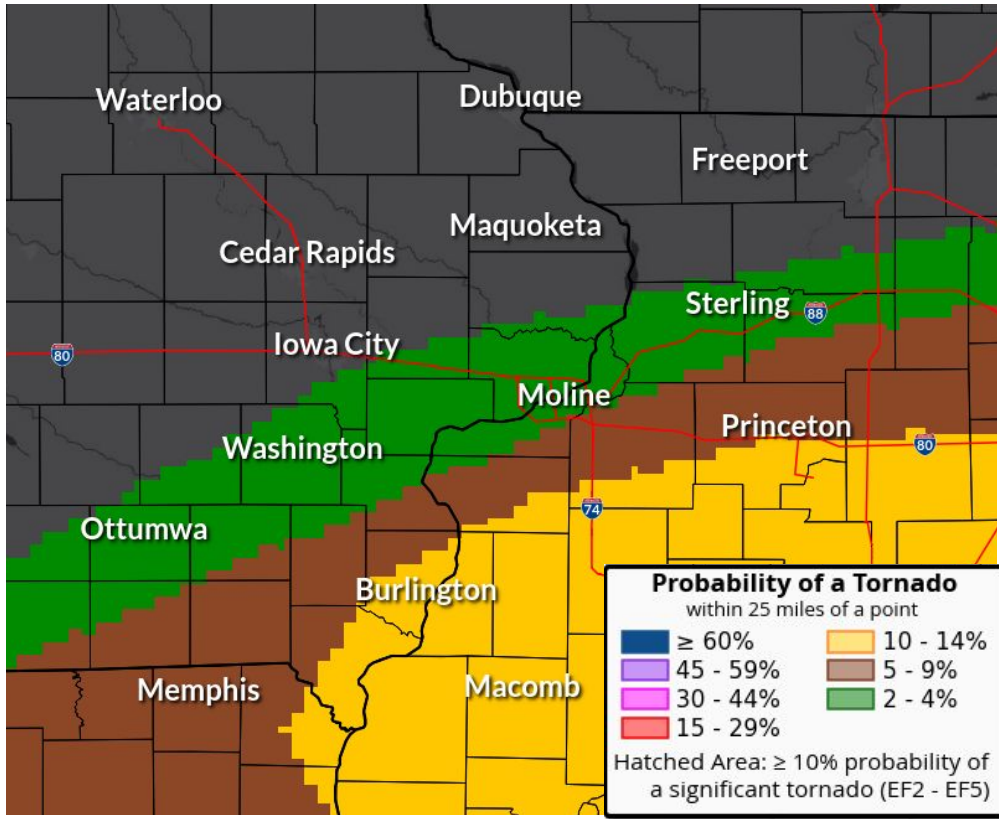 Waterloo
Dubuque
Freeport
Maquoketa
Cedar Rapids
Sterling
88
Iowa City
80
Moline
Princeton
Washington
80
74
Ottumwa
Burlington
Memphis
Macomb
Probability of a Tornado
within 25 miles of a point
≥ 60%
10 - 14%
45 - 59%
5 - 9%
30 - 44%
2 - 4%
15 - 29%
Hatched Area: ≥ 10% probability of
a significant tornado (EF2 - EF5)